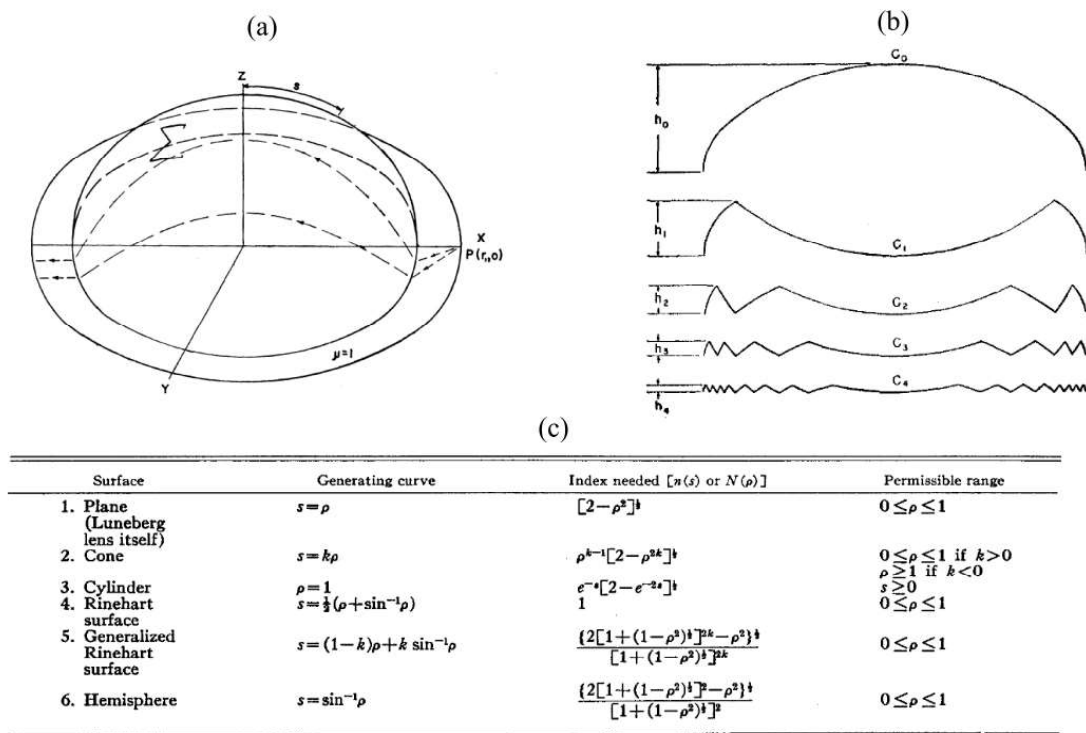 (a)
(b)
Z
s
X
P(r₁,0)
Y
μ=1
C₀
h₀
h₁
C₁
h₂
C₂
h₃
C₃
h₄
C₄
(c)
Surface Generating curve Index needed [n(s) or N(ρ)] Permissible range
1. Plane s=ρ [2−ρ²]^½ 0≤ρ≤1
(Luneberg
lens itself)
2. Cone s=kρ ρ^{k−1}[2−ρ^{2k}]^½ 0≤ρ≤1 if k>0
ρ≥1 if k<0
3. Cylinder ρ=1 e^{−s}[2−e^{−2s}]^½ s≥0
4. Rinehart s=½(ρ+sin⁻¹ρ) 1 0≤ρ≤1
surface
5. Generalized s=(1−k)ρ+k sin⁻¹ρ {2[1+(1−ρ²)^½]^{2k}−ρ²}^½ / [1+(1−ρ²)^½]^{2k} 0≤ρ≤1
Rinehart
surface
6. Hemisphere s=sin⁻¹ρ {2[1+(1−ρ²)^½]²−ρ²}^½ / [1+(1−ρ²)^½]² 0≤ρ≤1